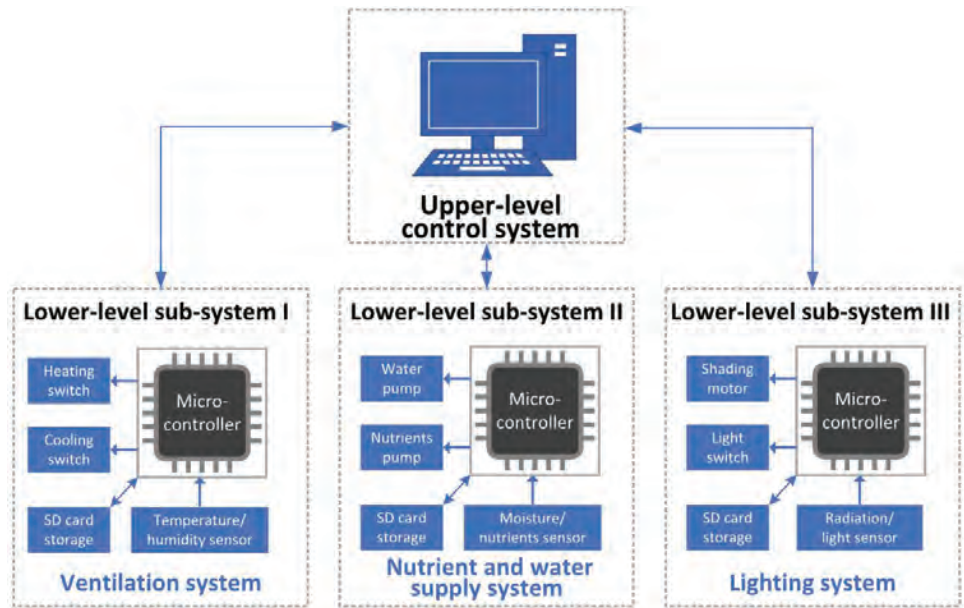 Upper-level
control system
Lower-level sub-system I
Heating
switch
Cooling
switch
Micro-
controller
SD card
storage
Temperature/
humidity sensor
Ventilation system
Lower-level sub-system II
Water
pump
Nutrients
pump
Micro-
controller
SD card
storage
Moisture/
nutrients sensor
Nutrient and water
supply system
Lower-level sub-system III
Shading
motor
Light
switch
Micro-
controller
SD card
storage
Radiation/
light sensor
Lighting system